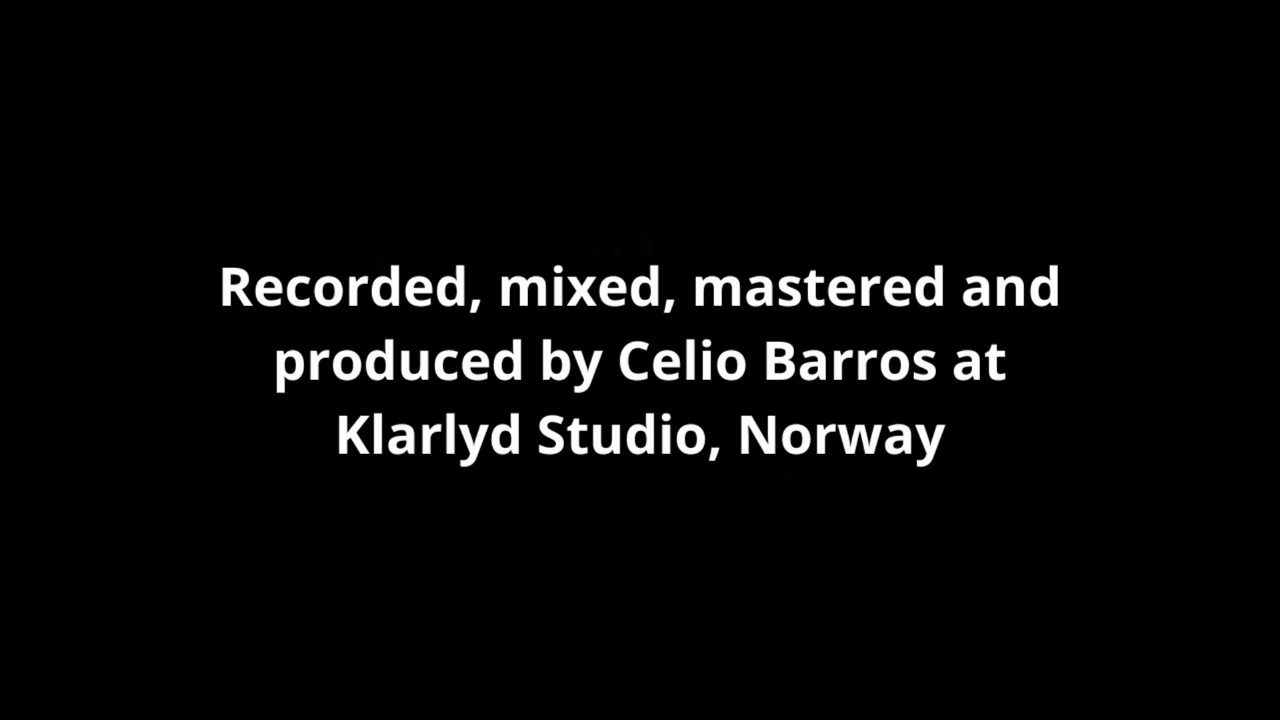 Recorded, mixed, mastered and
produced by Celio Barros at
Klarlyd Studio, Norway